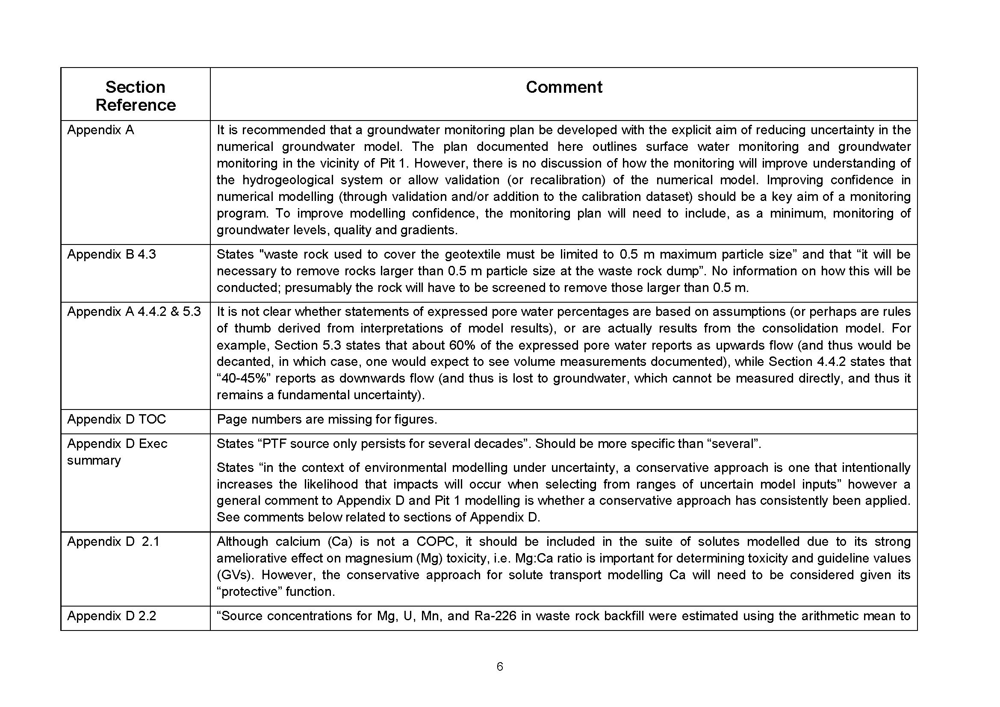 Section
Reference
Comment
Appendix A
It is recommended that a groundwater monitoring plan be developed with the explicit aim of reducing uncertainty in the
numerical groundwater model. The plan documented here outlines surface water monitoring and groundwater
monitoring in the vicinity of Pit 1. However, there is no discussion of how the monitoring will improve understanding of
the hydrogeological system or allow validation (or recalibration) of the numerical model. Improving confidence in
numerical modelling (through validation and/or addition to the calibration dataset) should be a key aim of a monitoring
program. To improve modelling confidence, the monitoring plan will need to include, as a minimum, monitoring of
groundwater levels, quality and gradients.
Appendix B 4.3
States "waste rock used to cover the geotextile must be limited to 0.5 m maximum particle size” and that “it will be
necessary to remove rocks larger than 0.5 m particle size at the waste rock dump”. No information on how this will be
conducted; presumably the rock will have to be screened to remove those larger than 0.5 m.
Appendix A 4.4.2 & 5.3
It is not clear whether statements of expressed pore water percentages are based on assumptions (or perhaps are rules
of thumb derived from interpretations of model results), or are actually results from the consolidation model. For
example, Section 5.3 states that about 60% of the expressed pore water reports as upwards flow (and thus would be
decanted, in which case, one would expect to see volume measurements documented), while Section 4.4.2 states that
“40-45%” reports as downwards flow (and thus is lost to groundwater, which cannot be measured directly, and thus it
remains a fundamental uncertainty).
Appendix D TOC
Page numbers are missing for figures.
Appendix D Exec
summary
States “PTF source only persists for several decades”. Should be more specific than “several”.
States “in the context of environmental modelling under uncertainty, a conservative approach is one that intentionally
increases the likelihood that impacts will occur when selecting from ranges of uncertain model inputs” however a
general comment to Appendix D and Pit 1 modelling is whether a conservative approach has consistently been applied.
See comments below related to sections of Appendix D.
Appendix D  2.1
Although calcium (Ca) is not a COPC, it should be included in the suite of solutes modelled due to its strong
ameliorative effect on magnesium (Mg) toxicity, i.e. Mg:Ca ratio is important for determining toxicity and guideline values
(GVs). However, the conservative approach for solute transport modelling Ca will need to be considered given its
“protective” function.
Appendix D 2.2
“Source concentrations for Mg, U, Mn, and Ra-226 in waste rock backfill were estimated using the arithmetic mean to
6